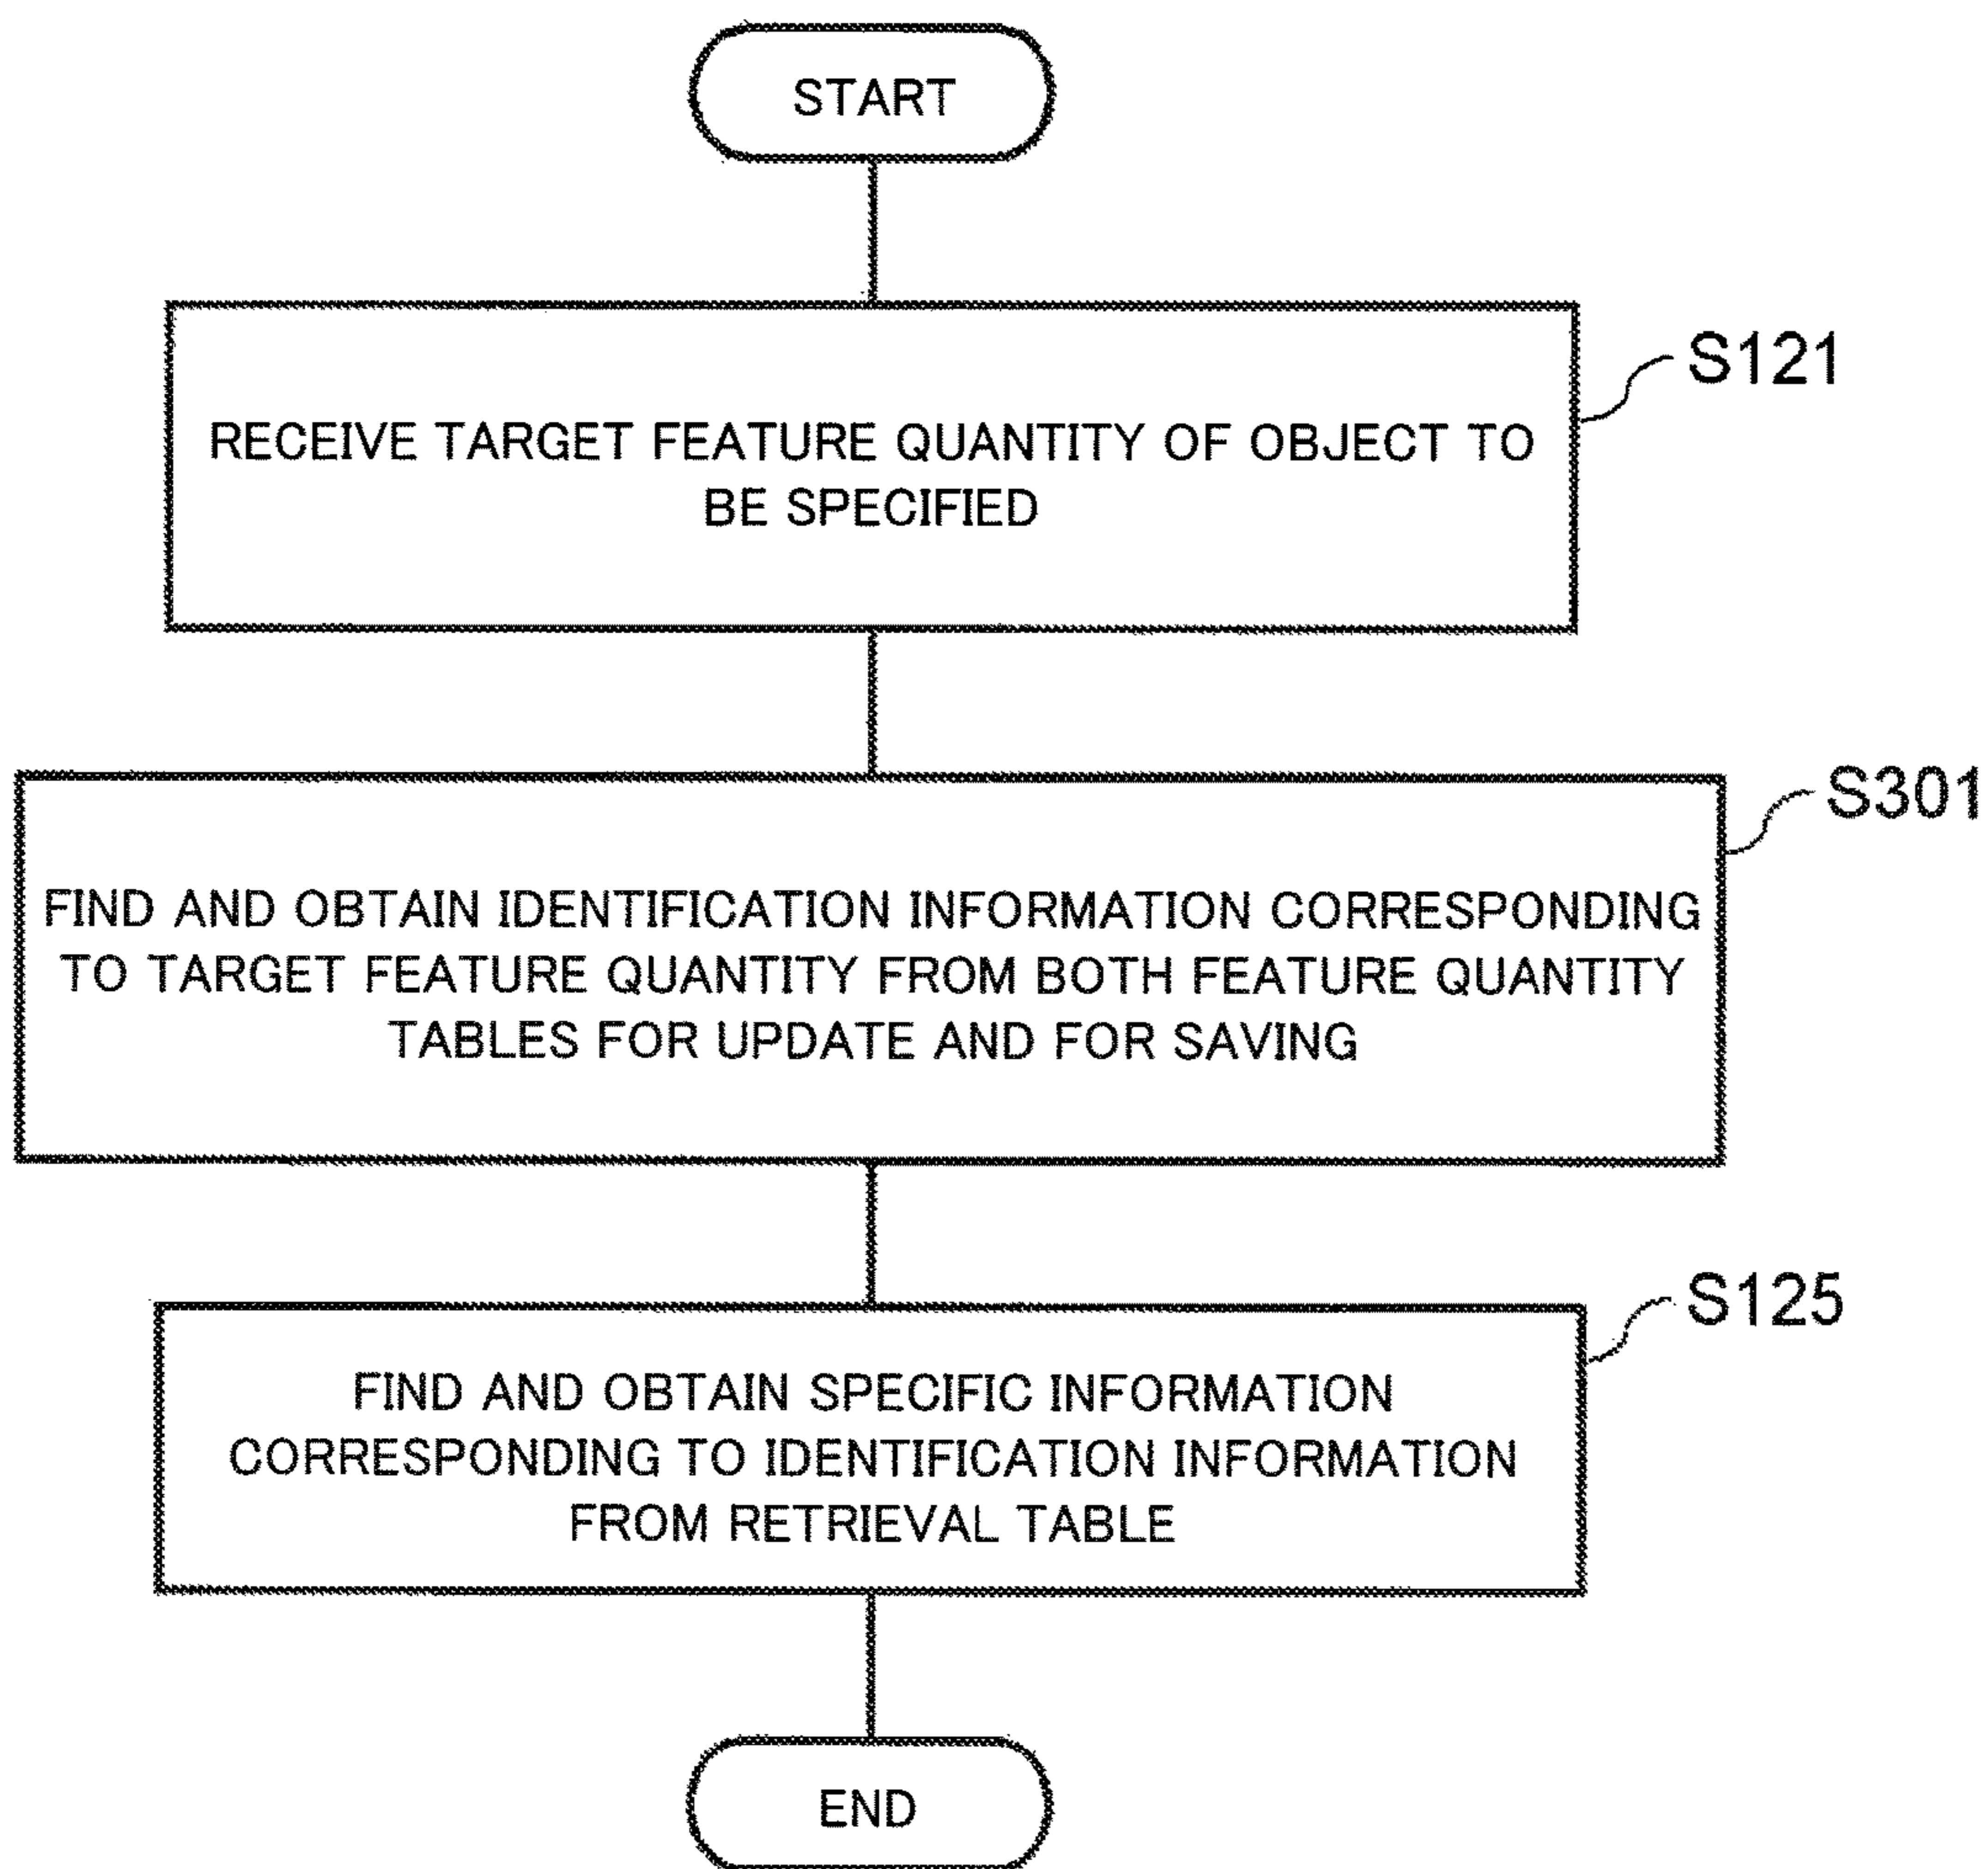 START
S121
RECEIVE TARGET FEATURE QUANTITY OF OBJECT TO
BE SPECIFIED
S301
FIND AND OBTAIN IDENTIFICATION INFORMATION CORRESPONDING
TO TARGET FEATURE QUANTITY FROM BOTH FEATURE QUANTITY
TABLES FOR UPDATE AND FOR SAVING
S125
FIND AND OBTAIN SPECIFIC INFORMATION
CORRESPONDING TO IDENTIFICATION INFORMATION
FROM RETRIEVAL TABLE
END